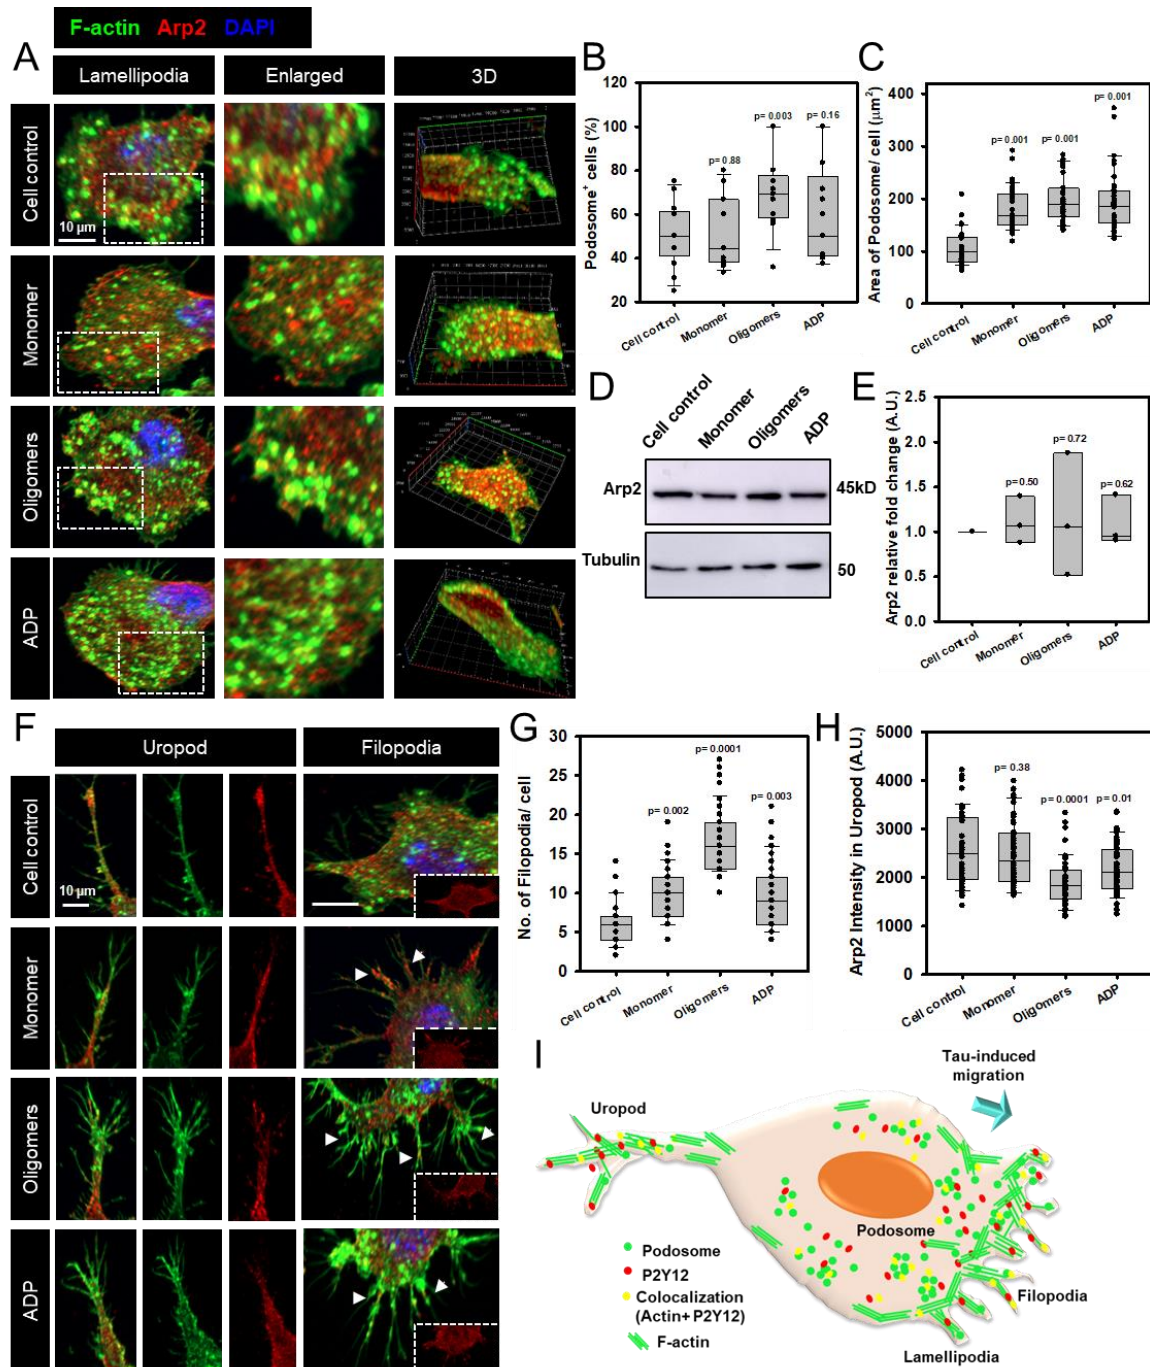 F-actin Arp2 DAPI
A
Lamellipodia Enlarged 3D
Cell control
10 µm
Monomer
Oligomers
ADP
B
Podosome+ cells (%)
120
100
80
60
40
20
p= 0.88
p= 0.003
p= 0.16
Cell control Monomer Oligomers ADP
C
Area of Podosome/ cell (µm²)
400
300
200
100
0
p= 0.001
p= 0.001
p= 0.001
Cell control Monomer Oligomers ADP
D
Cell control Monomer Oligomers ADP
Arp2 45kD
Tubulin 50
E
Arp2 relative fold change (A.U.)
2.5
2.0
1.5
1.0
0.5
0.0
p= 0.50
p= 0.72
p= 0.62
Cell control Monomer Oligomers ADP
F
Uropod Filopodia
Cell control
10 µm
Monomer
Oligomers
ADP
G
No. of Filopodia/ cell
30
25
20
15
10
5
0
p= 0.002
p= 0.0001
p= 0.003
Cell control Monomer Oligomers ADP
H
Arp2 Intensity in Uropod (A.U.)
5000
4000
3000
2000
1000
0
p= 0.38
p= 0.0001
p= 0.01
Cell control Monomer Oligomers ADP
I
Tau-induced
migration
Uropod
Podosome
Podosome
P2Y12
Colocalization
(Actin+ P2Y12)
F-actin
Filopodia
Lamellipodia